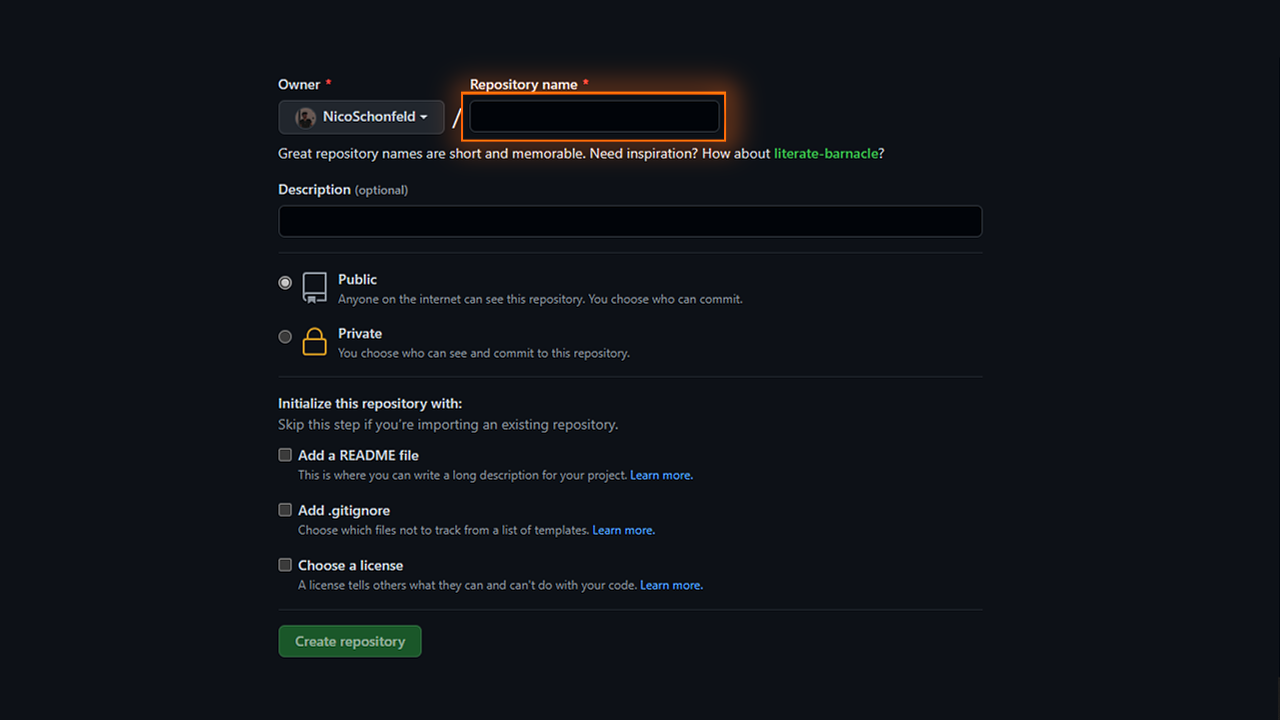 Owner *
Repository name *
NicoSchonfeld
/
Great repository names are short and memorable. Need inspiration? How about literate-barnacle?
Description (optional)
Public
Anyone on the internet can see this repository. You choose who can commit.
Private
You choose who can see and commit to this repository.
Initialize this repository with:
Skip this step if you're importing an existing repository.
Add a README file
This is where you can write a long description for your project. Learn more.
Add .gitignore
Choose which files not to track from a list of templates. Learn more.
Choose a license
A license tells others what they can and can't do with your code. Learn more.
Create repository